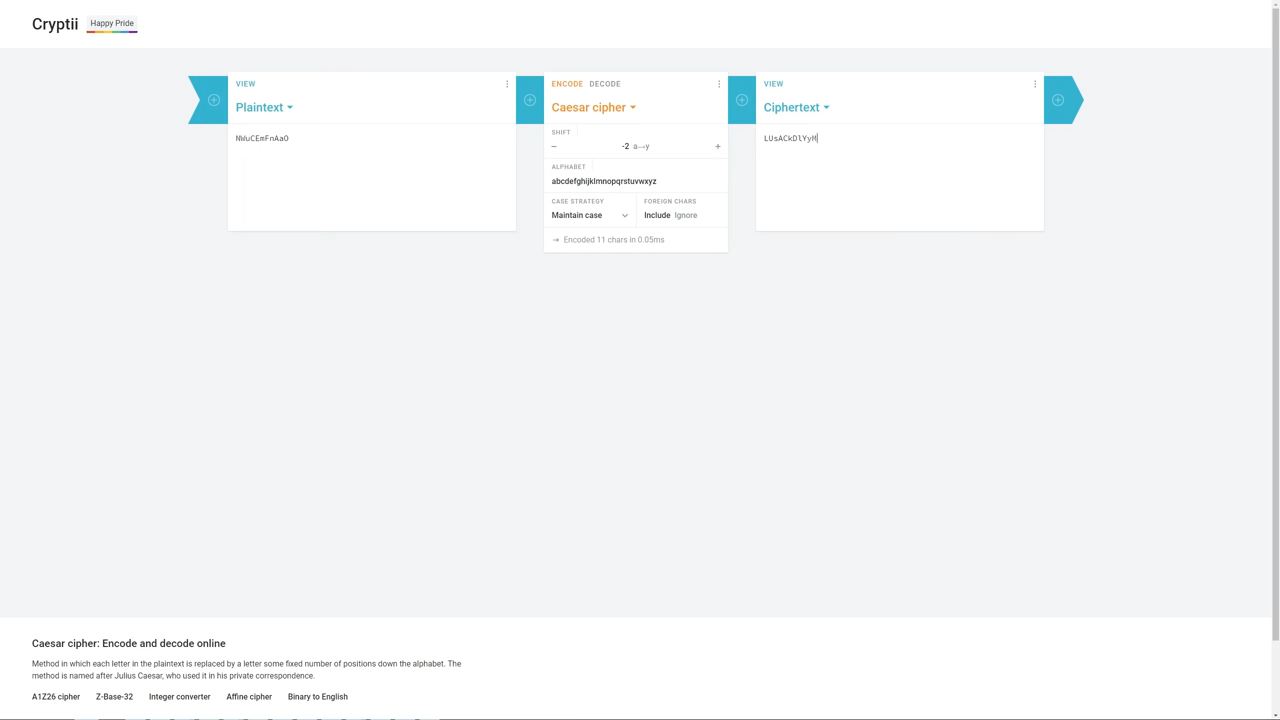 Cryptii
Happy Pride
VIEW
Plaintext
NWuCEmFnAaO
ENCODE DECODE
Caesar cipher
SHIFT
− -2 a→y +
ALPHABET
abcdefghijklmnopqrstuvwxyz
CASE STRATEGY
Maintain case
FOREIGN CHARS
Include Ignore
→ Encoded 11 chars in 0.05ms
VIEW
Ciphertext
LUsACkDlYyM
Caesar cipher: Encode and decode online
Method in which each letter in the plaintext is replaced by a letter some fixed number of positions down the alphabet. The
method is named after Julius Caesar, who used it in his private correspondence.
A1Z26 cipher Z-Base-32 Integer converter Affine cipher Binary to English